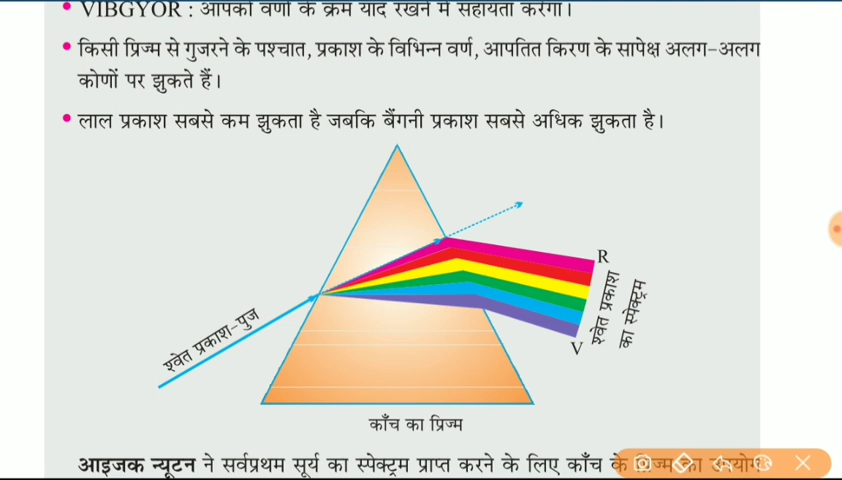 • VIBGYOR : आपको वर्णों के क्रम याद रखने में सहायता करेगा।
• किसी प्रिज्म से गुजरने के पश्चात, प्रकाश के विभिन्न वर्ण, आपतित किरण के सापेक्ष अलग-अलग
कोणों पर झुकते हैं।
• लाल प्रकाश सबसे कम झुकता है जबकि बैंगनी प्रकाश सबसे अधिक झुकता है।
R
श्वेत प्रकाश
का स्पेक्ट्रम
V
श्वेत प्रकाश-पुंज
काँच का प्रिज्म
आइजक न्यूटन ने सर्वप्रथम सूर्य का स्पेक्ट्रम प्राप्त करने के लिए काँच के प्रिज्म का उपयोग